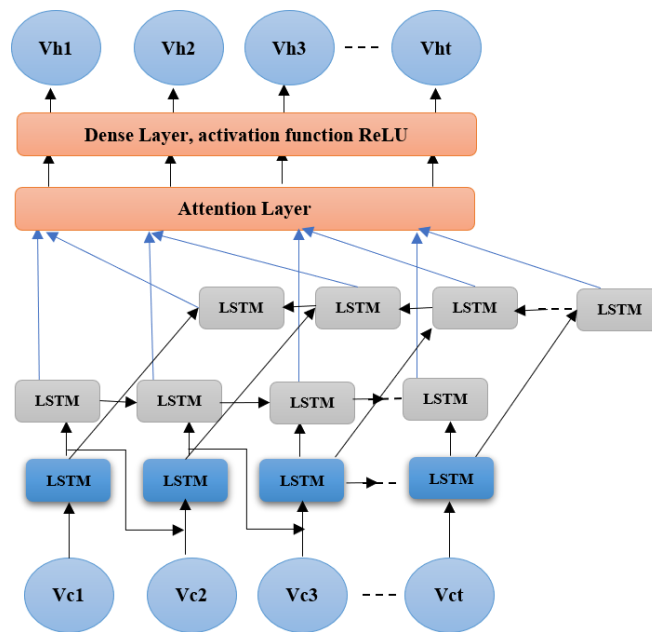 Vh1
Vh2
Vh3
Vht
Dense Layer, activation function ReLU
Attention Layer
LSTM
LSTM
LSTM
LSTM
LSTM
LSTM
LSTM
LSTM
LSTM
LSTM
LSTM
LSTM
Vc1
Vc2
Vc3
Vct